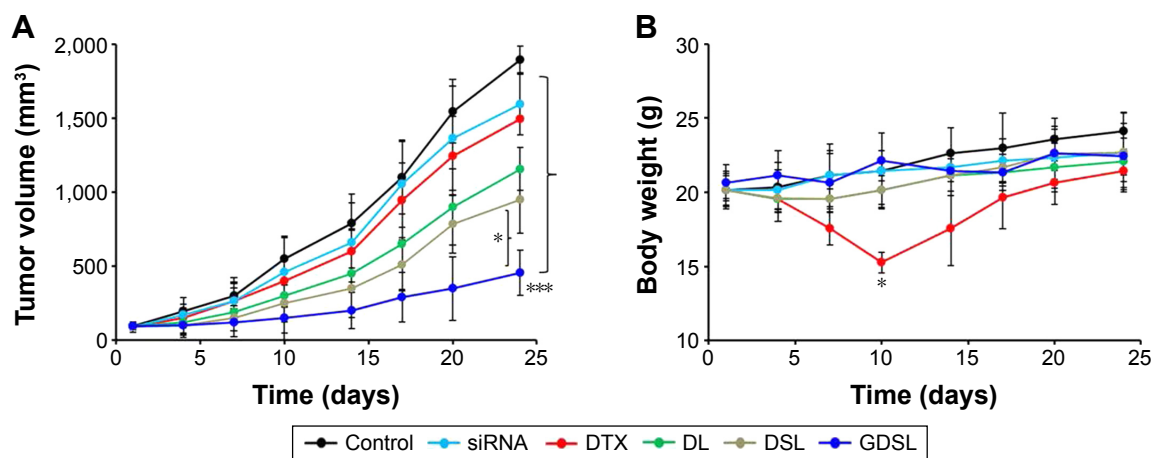 A
B
Tumor volume (mm³)
2,000
1,500
1,000
500
0
0 5 10 15 20 25
Time (days)
*
***
Body weight (g)
30
25
20
15
10
0 5 10 15 20 25
Time (days)
*
Control siRNA DTX DL DSL GDSL